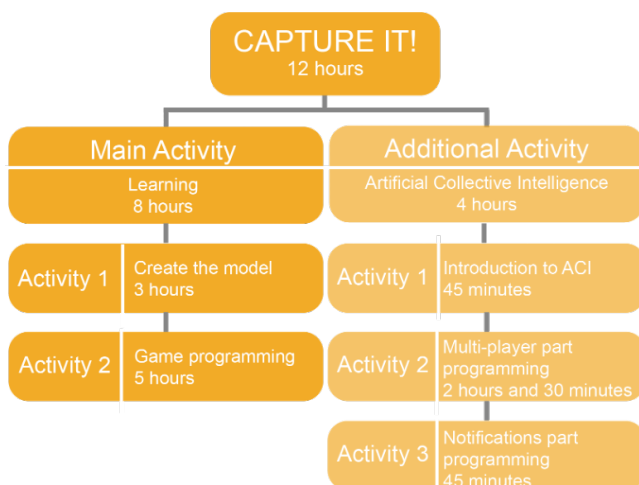 CAPTURE IT!
12 hours
Main Activity
Learning
8 hours
Activity 1
Create the model
3 hours
Activity 2
Game programming
5 hours
Additional Activity
Artificial Collective Intelligence
4 hours
Activity 1
Introduction to ACI
45 minutes
Activity 2
Multi-player part
programming
2 hours and 30 minutes
Activity 3
Notifications part
programming
45 minutes